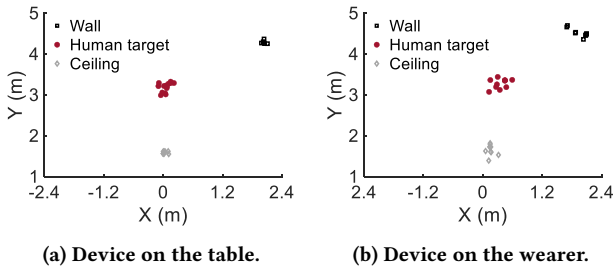 5
4
3
2
1
Y (m)
Wall
Human target
Ceiling
-2.4 -1.2 0 1.2 2.4
X (m)
(a) Device on the table.
5
4
3
2
1
Y (m)
Wall
Human target
Ceiling
-2.4 -1.2 0 1.2 2.4
X (m)
(b) Device on the wearer.